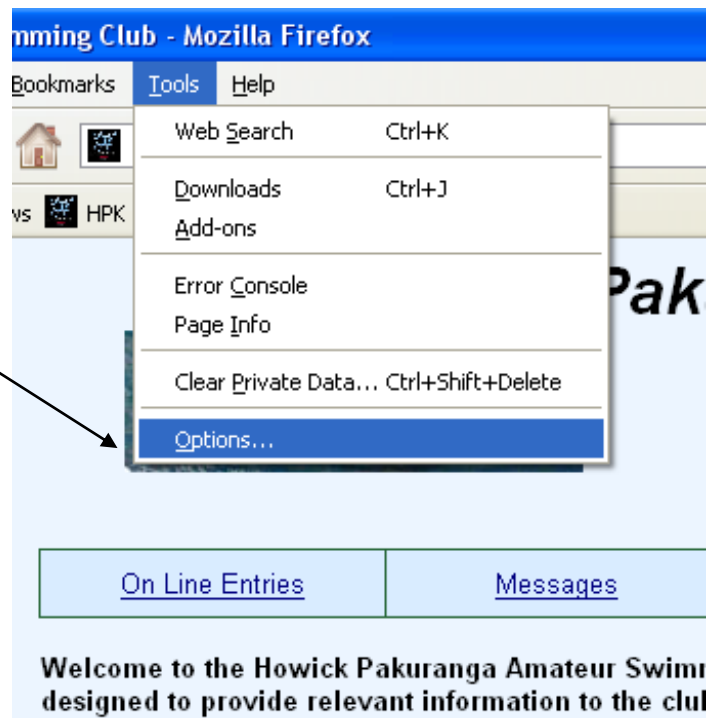 mming Club - Mozilla Firefox
Bookmarks Tools Help
Web Search Ctrl+K
Downloads Ctrl+J
ws HPK
Add-ons
Error Console
Pak
Page Info
Clear Private Data... Ctrl+Shift+Delete
Options...
On Line Entries Messages
Welcome to the Howick Pakuranga Amateur Swimm
designed to provide relevant information to the club